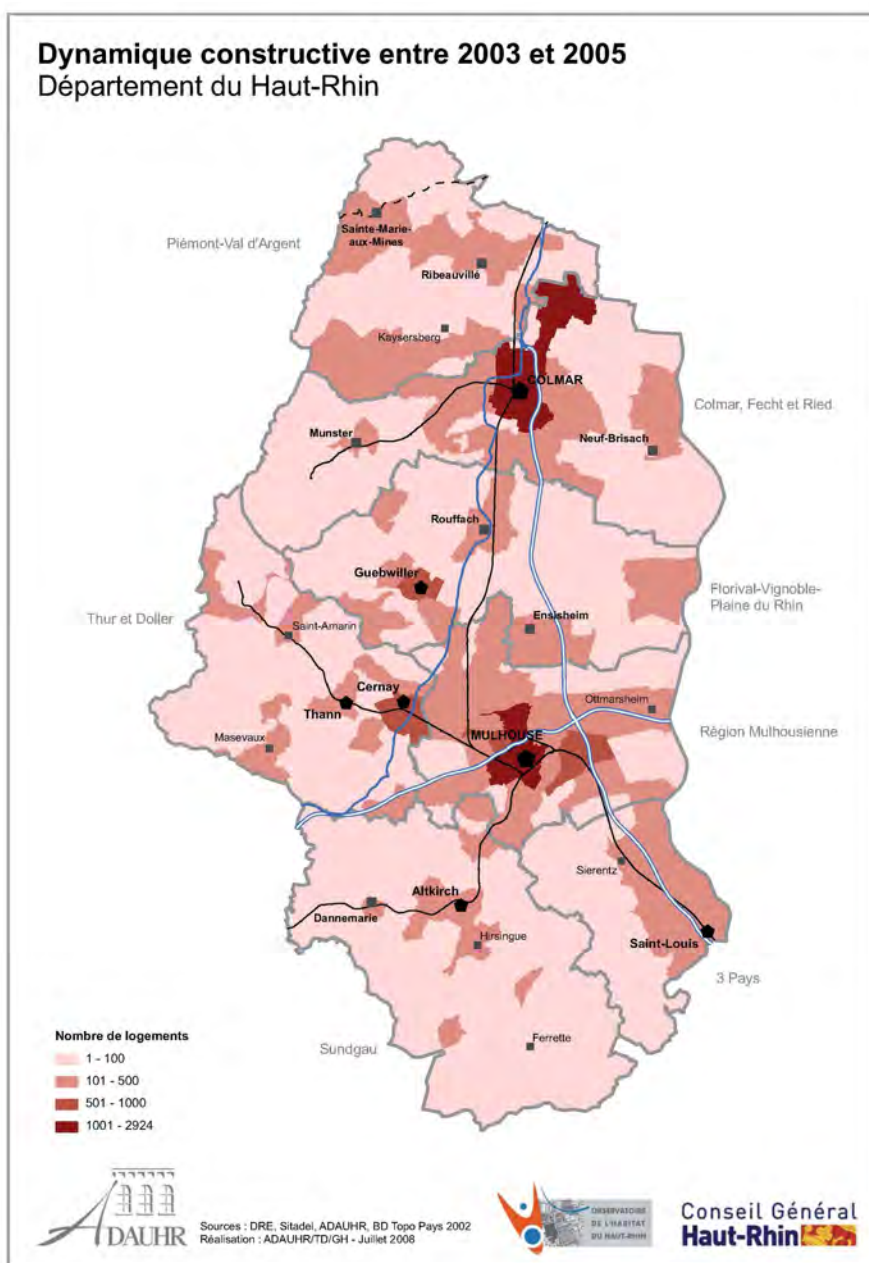 Dynamique constructive entre 2003 et 2005
Département du Haut-Rhin
Sainte-Marie-
aux-Mines
Piémont-Val d'Argent
Ribeauvillé
Kaysersberg
COLMAR
Colmar, Fecht et Ried
Munster
Neuf-Brisach
Rouffach
Guebwiller
Florival-Vignoble-
Plaine du Rhin
Thur et Doller
Ensisheim
Saint-Amarin
Cernay
Ottmarsheim
Thann
Région Mulhousienne
MULHOUSE
Masevaux
Sierentz
Altkirch
Dannemarie
Hirsingue
Saint-Louis
3 Pays
Nombre de logements
Sundgau
Ferrette
1 - 100
101 - 500
501 - 1000
1001 - 2924
ADAUHR
Sources : DRE, Sitadel, ADAUHR, BD Topo Pays 2002
Réalisation : ADAUHR/TD/GH - Juillet 2008
OBSERVATOIRE
DE L'HABITAT
DU HAUT-RHIN
Conseil Général
Haut-Rhin